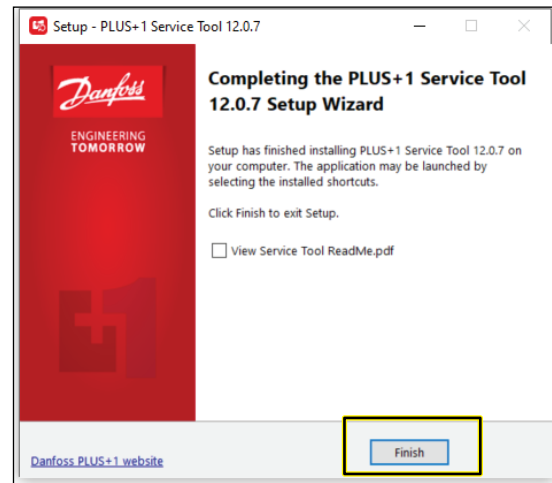 Setup - PLUS+1 Service Tool 12.0.7
Danfoss
ENGINEERING
TOMORROW
Completing the PLUS+1 Service Tool
12.0.7 Setup Wizard
Setup has finished installing PLUS+1 Service Tool 12.0.7 on
your computer. The application may be launched by
selecting the installed shortcuts.
Click Finish to exit Setup.
View Service Tool ReadMe.pdf
+1
Danfoss PLUS+1 website
Finish